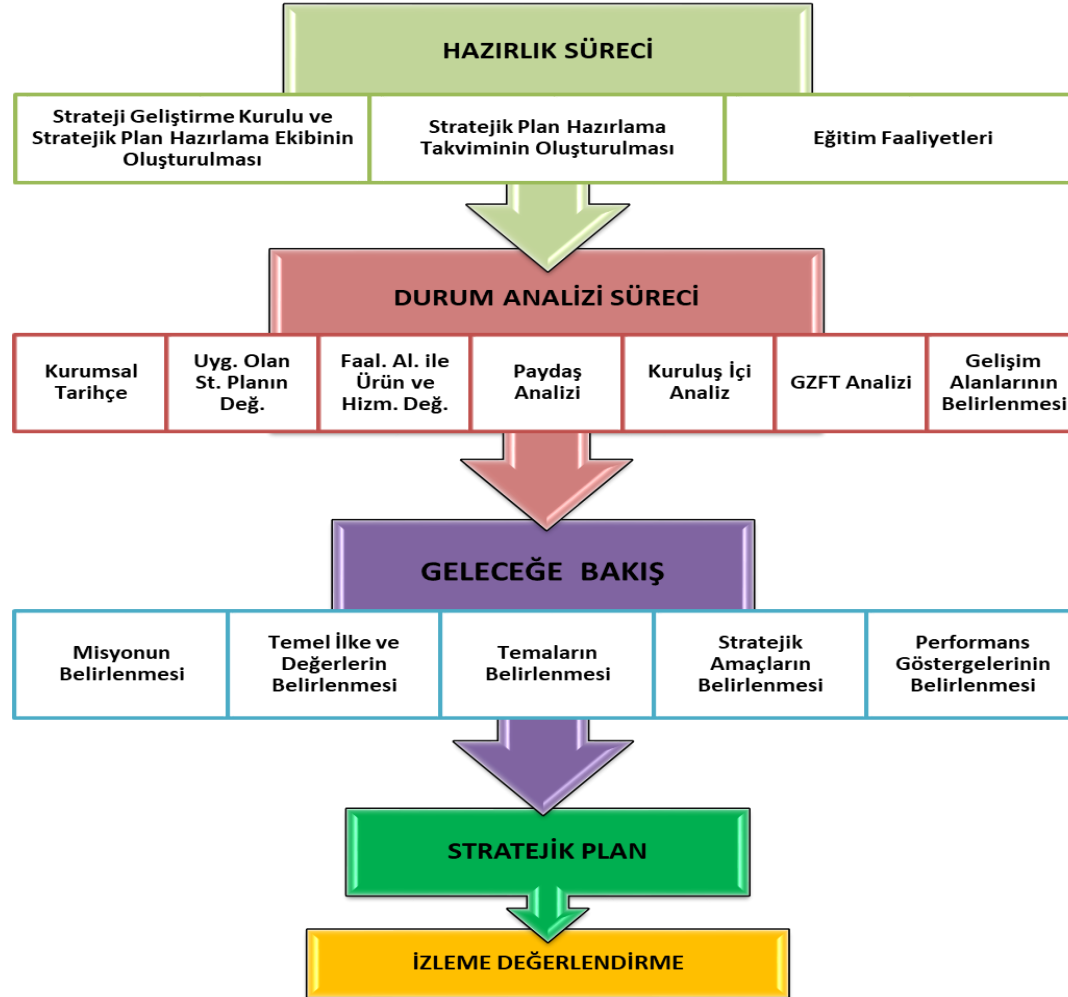 HAZIRLIK SÜRECİ
Strateji Geliştirme Kurulu ve
Stratejik Plan Hazırlama Ekibinin
Oluşturulması
Stratejik Plan Hazırlama
Takviminin Oluşturulması
Eğitim Faaliyetleri
DURUM ANALİZİ SÜRECİ
Kurumsal
Tarihçe
Uyg. Olan
St. Planın
Değ.
Faal. Al. ile
Ürün ve
Hizm. Değ.
Paydaş
Analizi
Kuruluş İçi
Analiz
GZFT Analizi
Gelişim
Alanlarının
Belirlenmesi
GELECEĞE BAKIŞ
Misyonun
Belirlenmesi
Temel İlke ve
Değerlerin
Belirlenmesi
Temaların
Belirlenmesi
Stratejik
Amaçların
Belirlenmesi
Performans
Göstergelerinin
Belirlenmesi
STRATEJİK PLAN
İZLEME DEĞERLENDİRME